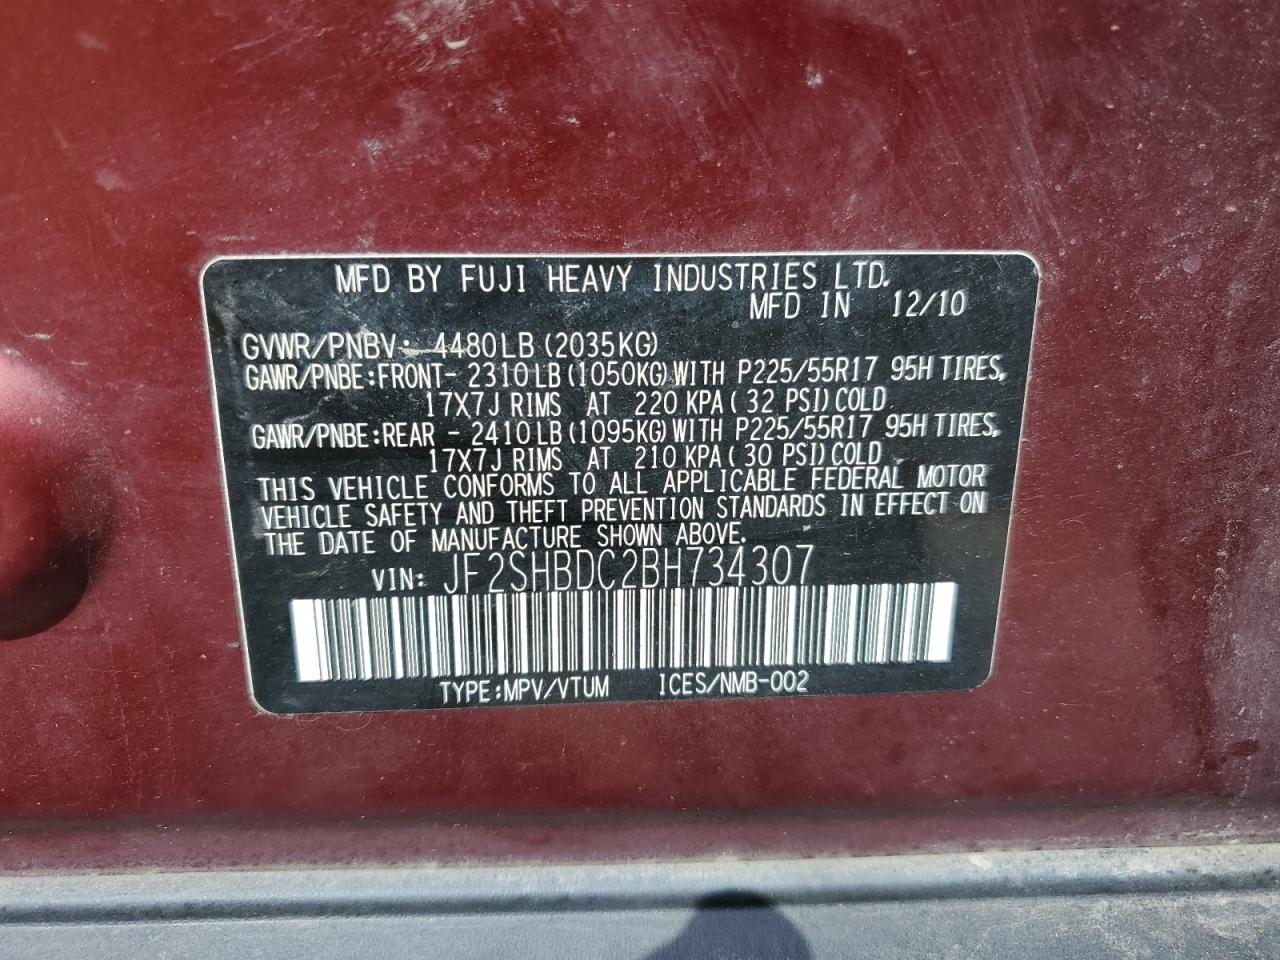 MFD BY FUJI HEAVY INDUSTRIES LTD.
MFD IN 12/10
GVWR/PNBV: 4480LB (2035KG)
GAWR/PNBE:FRONT- 2310LB(1050KG)WITH P225/55R17 95H TIRES,
17X7J RIMS AT 220 KPA(32 PSI)COLD
GAWR/PNBE:REAR - 2410LB(1095KG)WITH P225/55R17 95H TIRES,
17X7J RIMS AT 210 KPA(30 PSI)COLD
THIS VEHICLE CONFORMS TO ALL APPLICABLE FEDERAL MOTOR
VEHICLE SAFETY AND THEFT PREVENTION STANDARDS IN EFFECT ON
THE DATE OF MANUFACTURE SHOWN ABOVE.
VIN: JF2SHBDC2BH734307
TYPE:MPV/VTUM ICES/NMB-002